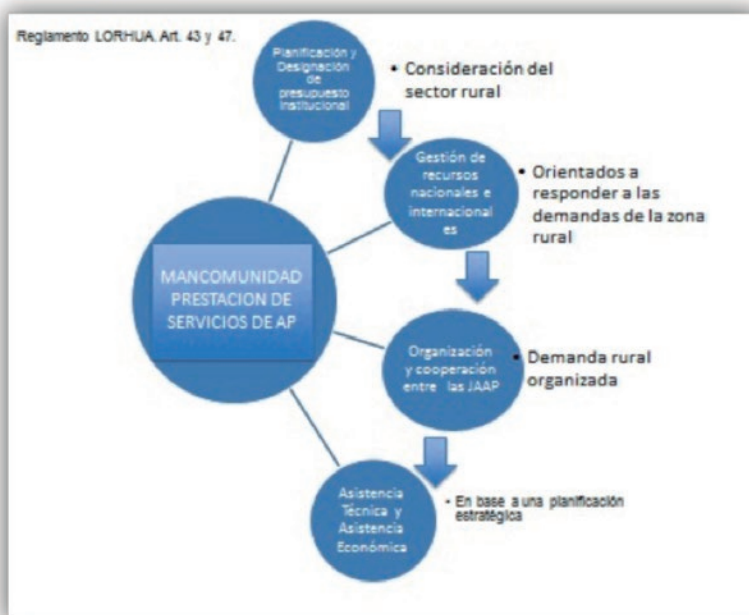 Reglamento LORHUA. Art. 43 y 47.
Planificación y
Designación
de
presupuesto
Institucional
• Consideración del
sector rural
Gestión de
recursos
nacionales e
internacional
es
• Orientados a
responder a las
demandas de la zona
rural
MANCOMUNIDAD
PRESTACION DE
SERVICIOS DE AP
Organización
y cooperación
entre las JAAP
• Demanda rural
organizada
Asistencia
Técnica y
Asistencia
Económica
• En base a una planificación
estratégica